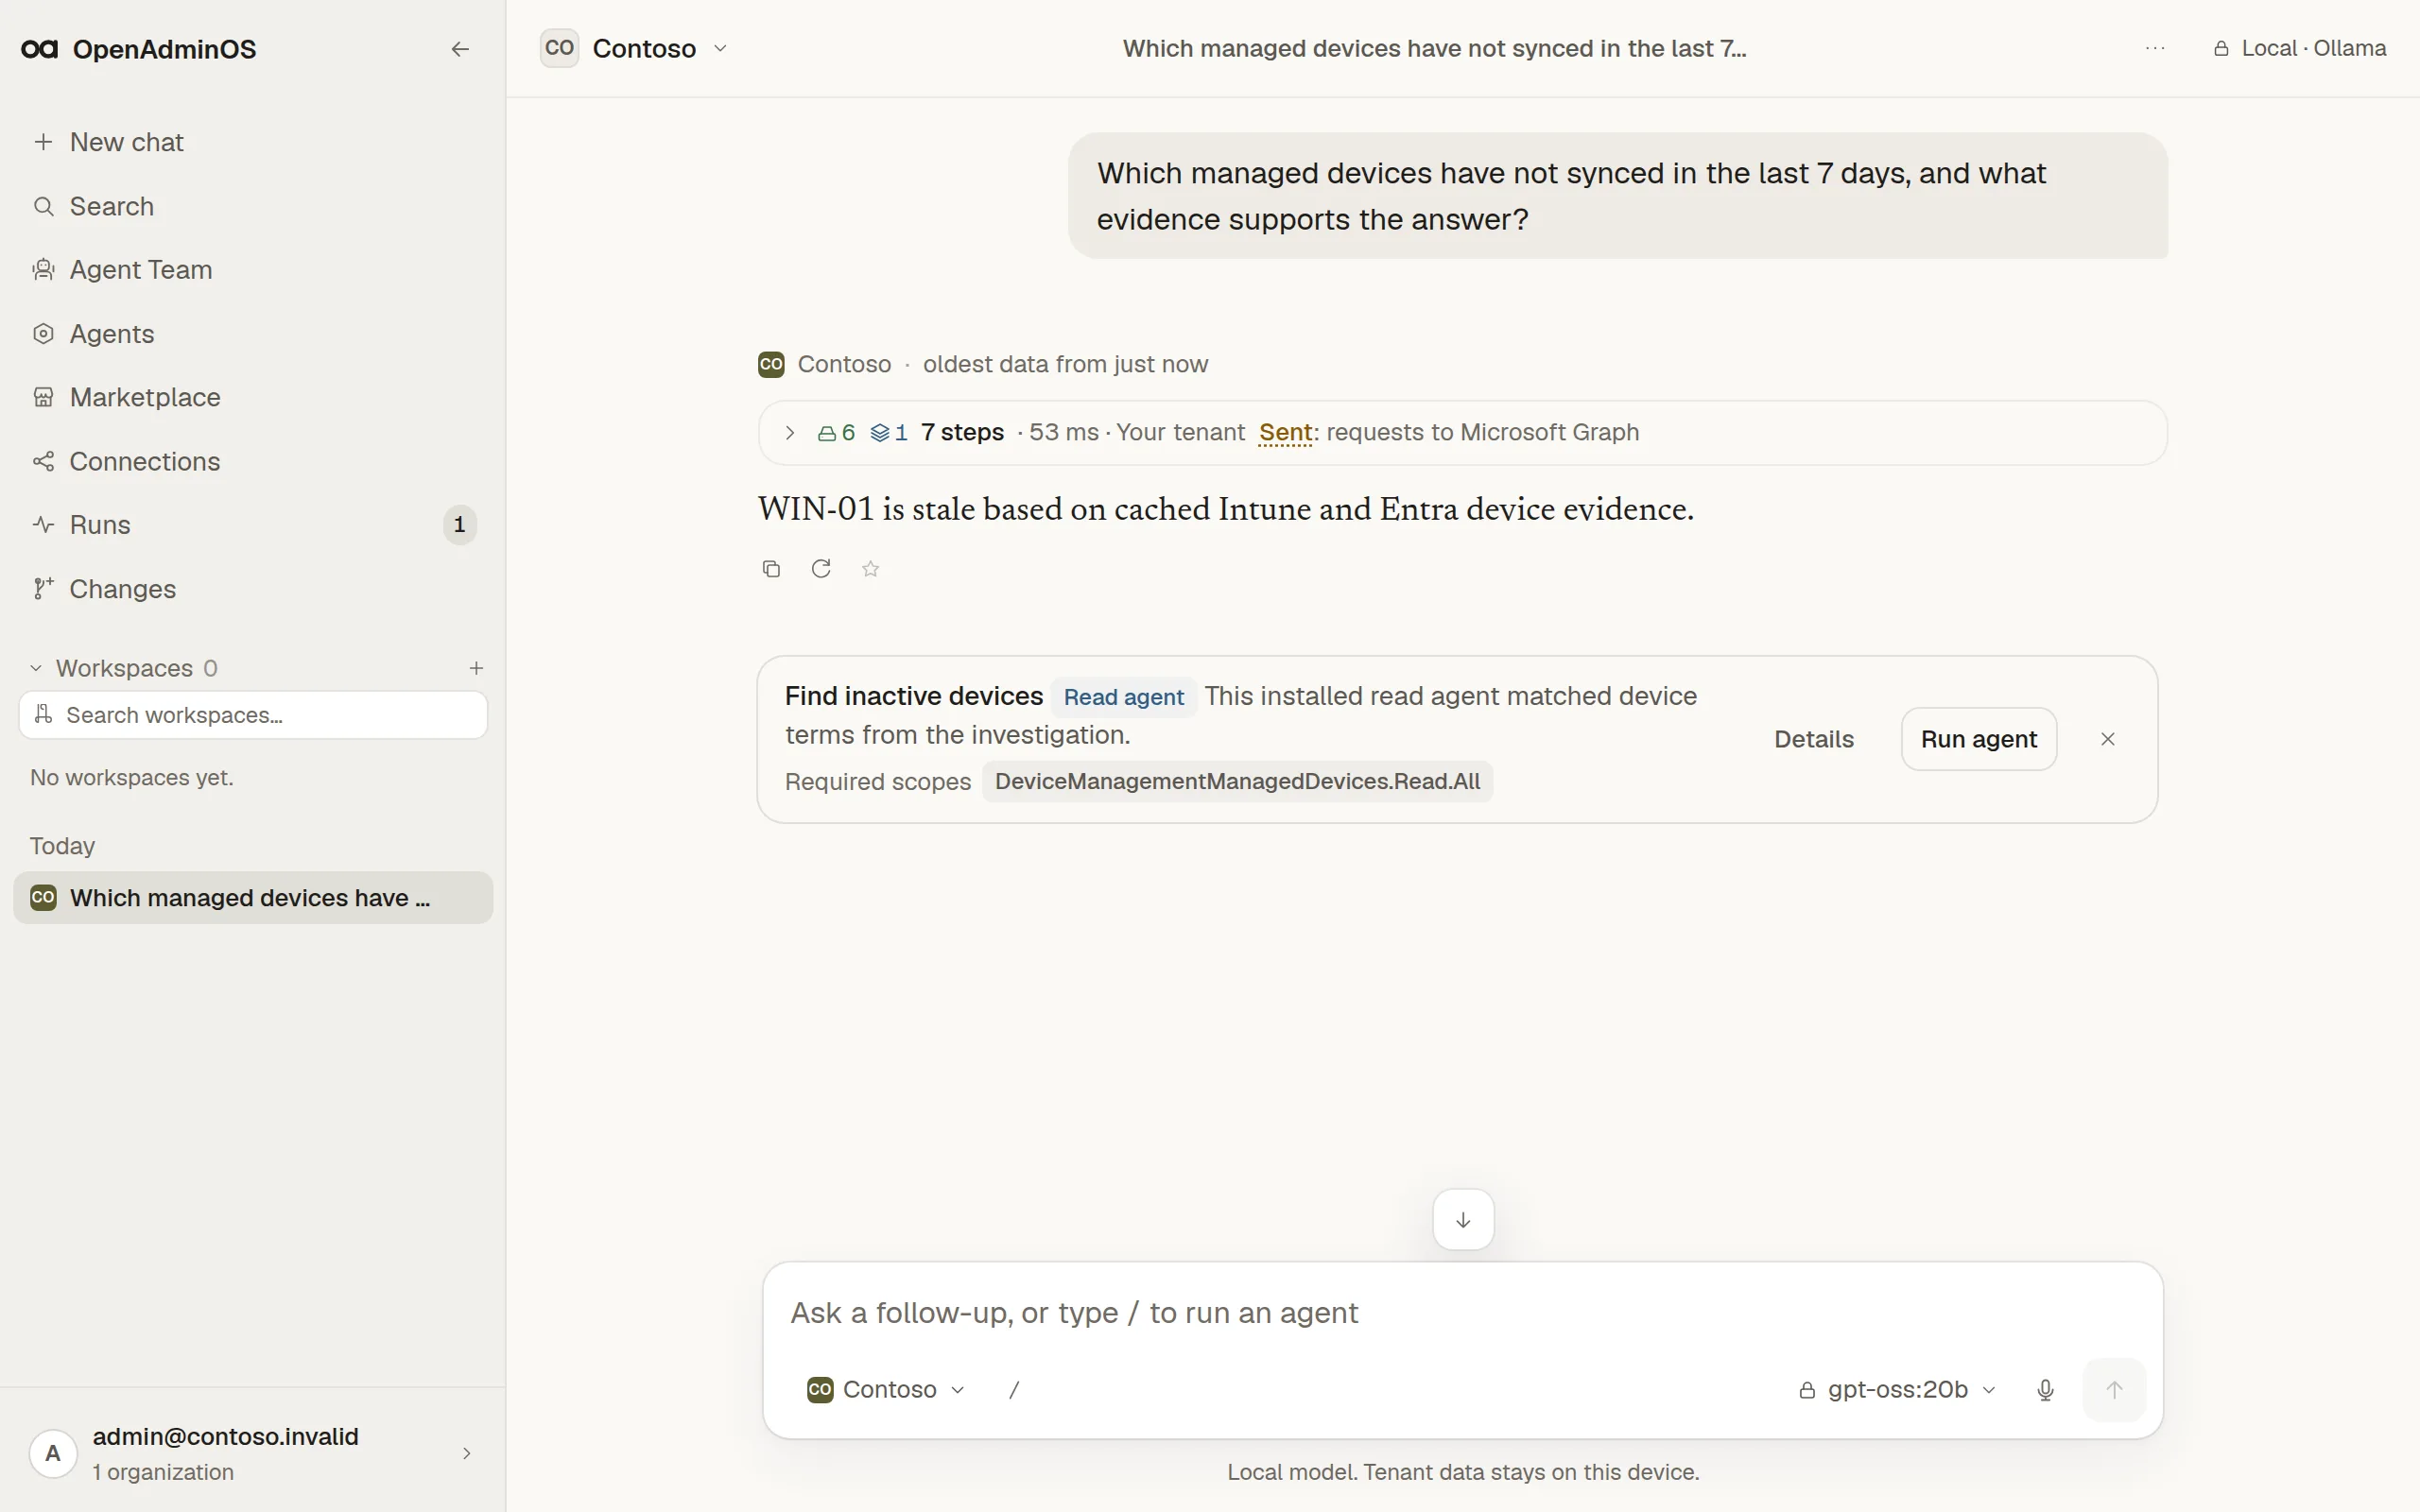 OpenAdminOS
New chat
Search
Agent Team
Agents
Marketplace
Connections
Runs 1
Changes
Workspaces 0
Search workspaces...
No workspaces yet.
Today
CO Which managed devices have ...
A admin@contoso.invalid
1 organization
CO Contoso
Which managed devices have not synced in the last 7...
Local · Ollama
Which managed devices have not synced in the last 7 days, and what
evidence supports the answer?
CO Contoso · oldest data from just now
6 1 7 steps · 53 ms · Your tenant Sent: requests to Microsoft Graph
WIN-01 is stale based on cached Intune and Entra device evidence.
Find inactive devices Read agent This installed read agent matched device
terms from the investigation.
Required scopes DeviceManagementManagedDevices.Read.All
Details
Run agent
Ask a follow-up, or type / to run an agent
CO Contoso /
gpt-oss:20b
Local model. Tenant data stays on this device.